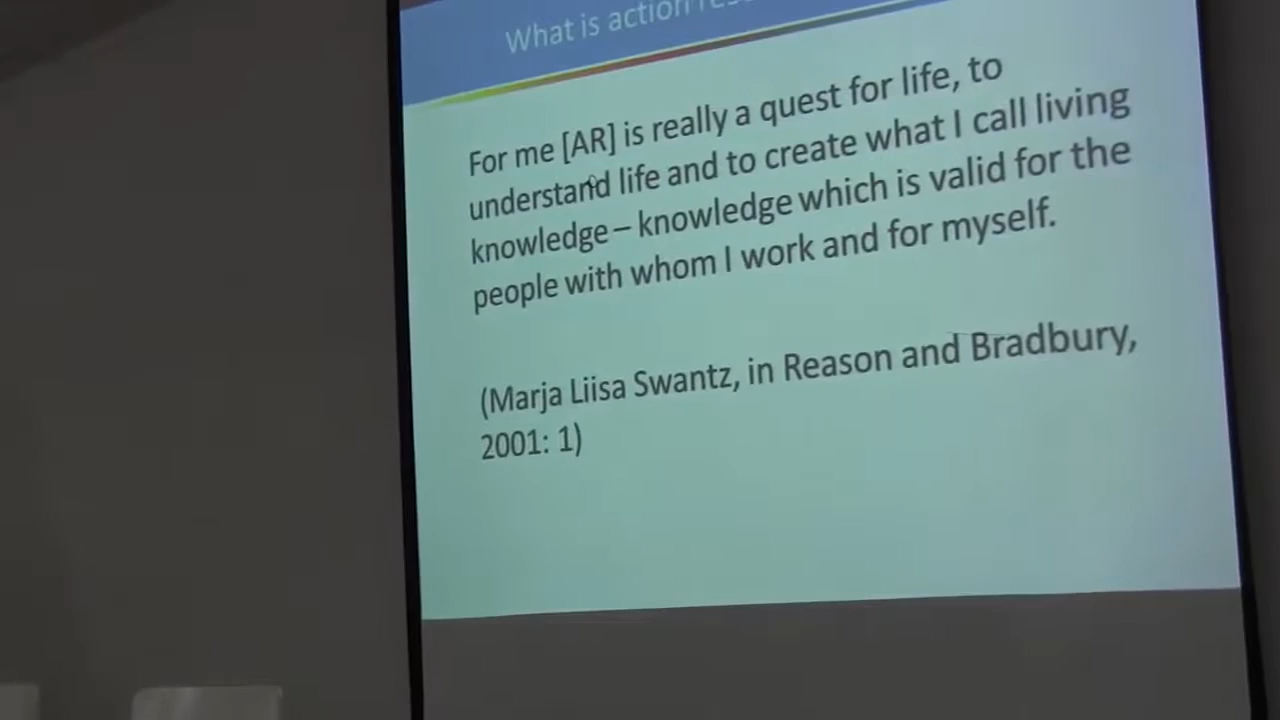 What is action
For me [AR] is really a quest for life, to
understand life and to create what I call living
knowledge – knowledge which is valid for the
people with whom I work and for myself.
(Marja Liisa Swantz, in Reason and Bradbury,
2001: 1)